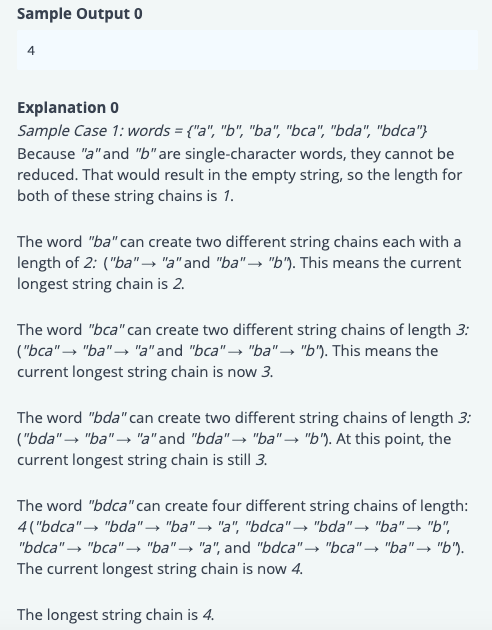 Sample Output 0
4
Explanation 0
Sample Case 1: words = {"a", "b", "ba", "bca", "bda", "bdca"}
Because "a" and "b" are single-character words, they cannot be
reduced. That would result in the empty string, so the length for
both of these string chains is 1.
The word "ba" can create two different string chains each with a
length of 2:  ("ba" → "a" and "ba" → "b"). This means the current
longest string chain is 2.
The word "bca" can create two different string chains of length 3:
("bca" → "ba" → "a" and "bca" → "ba" → "b"). This means the
current longest string chain is now 3.
The word "bda" can create two different string chains of length 3:
("bda" → "ba" → "a" and "bda" → "ba" → "b"). At this point, the
current longest string chain is still 3.
The word "bdca" can create four different string chains of length:
4 ("bdca" → "bda" → "ba" → "a", "bdca" → "bda" → "ba" → "b",
"bdca" → "bca" → "ba" → "a", and "bdca" → "bca" → "ba" → "b").
The current longest string chain is now 4.
The longest string chain is 4.